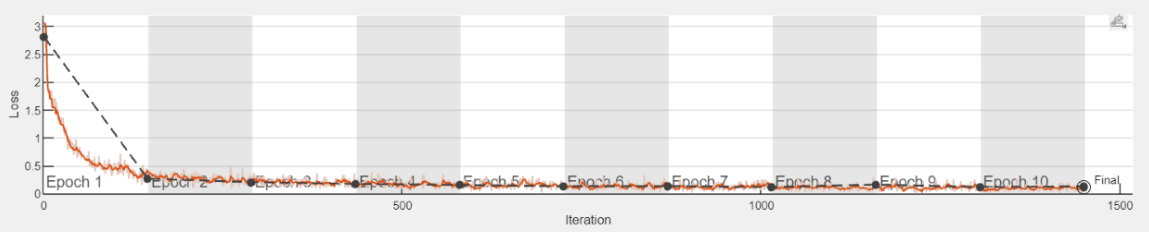 3
2.5
2
1.5
1
0.5
0
Loss
Epoch 1
Epoch 2
Epoch 3
Epoch 4
Epoch 5
Epoch 6
Epoch 7
Epoch 8
Epoch 9
Epoch 10
Final
0
500
1000
1500
Iteration